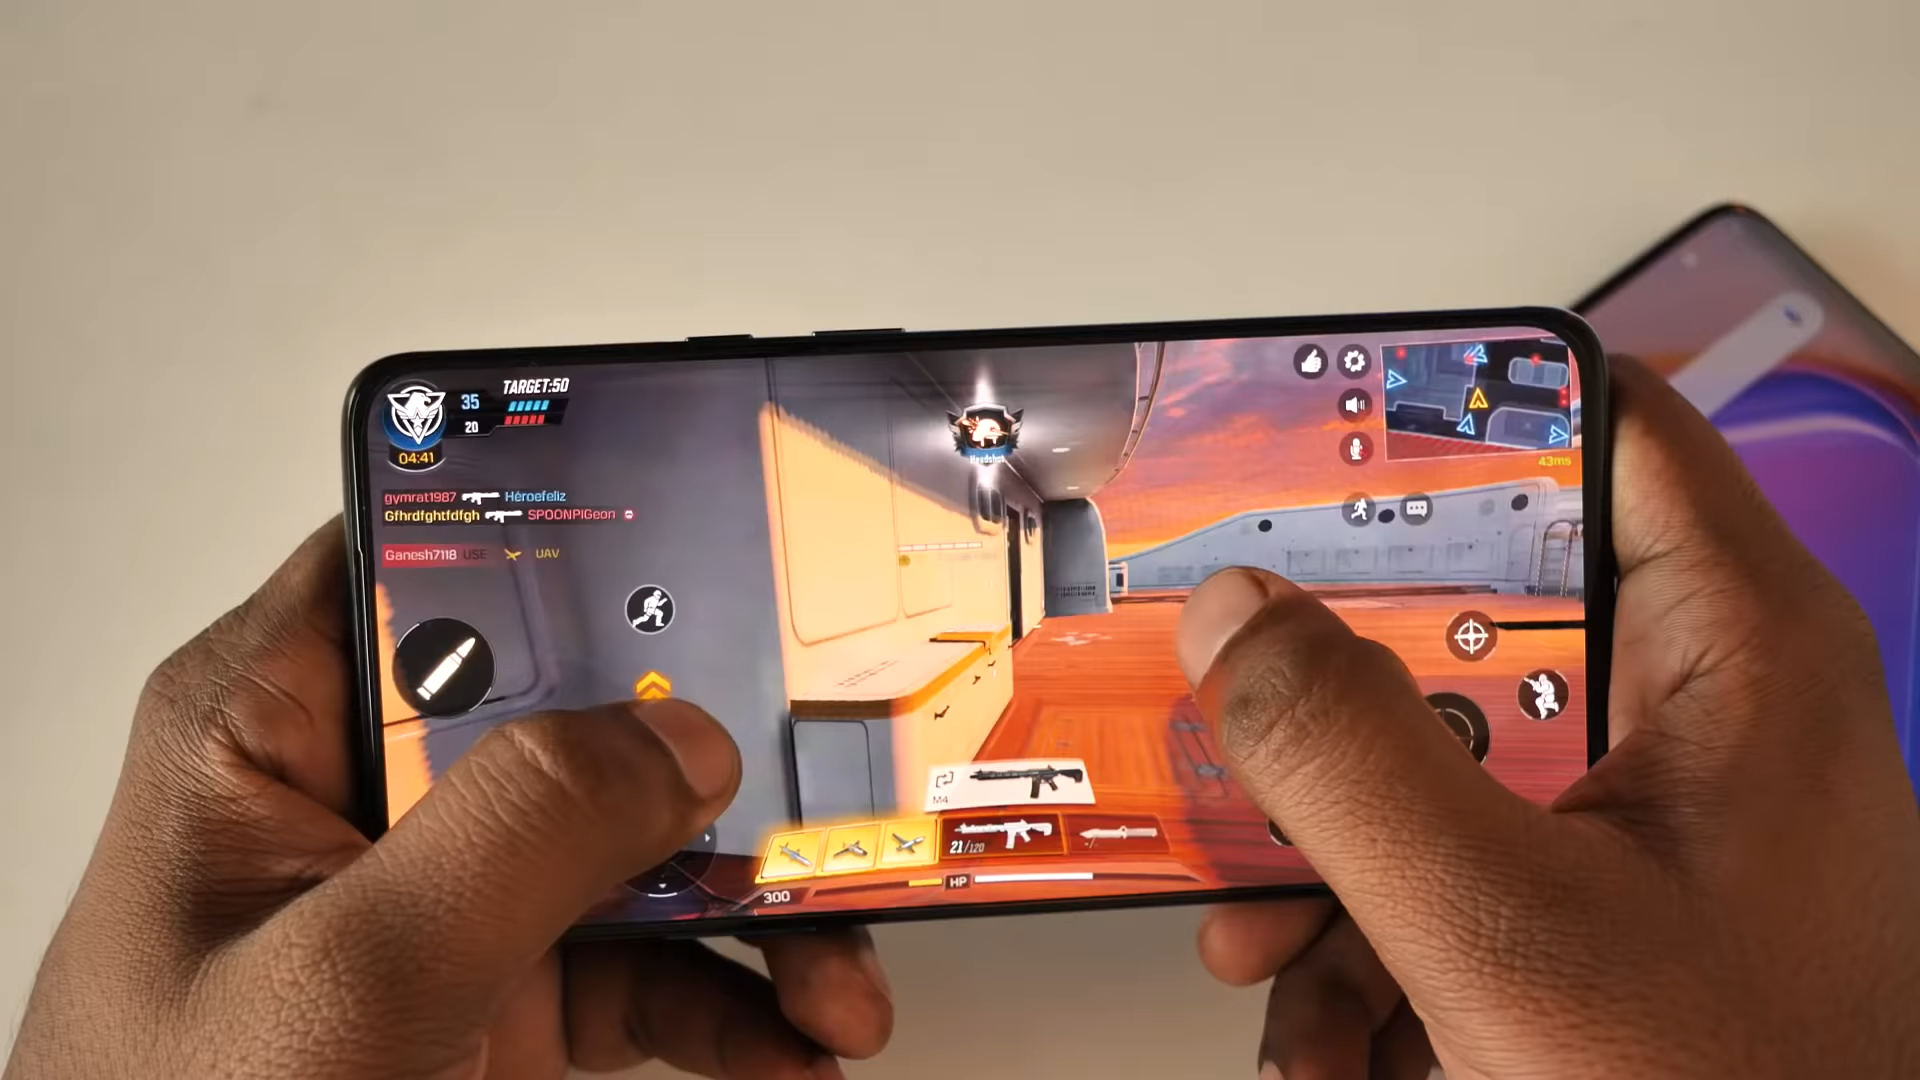 TARGET:50
35
20
04:41
gymrat1987 Héroefeliz
Gfhrdfghtfdfgh SPOONPIGeon
Ganesh7118 USE UAV
Headshot
43ms
M4
21/120
-/-
300
HP